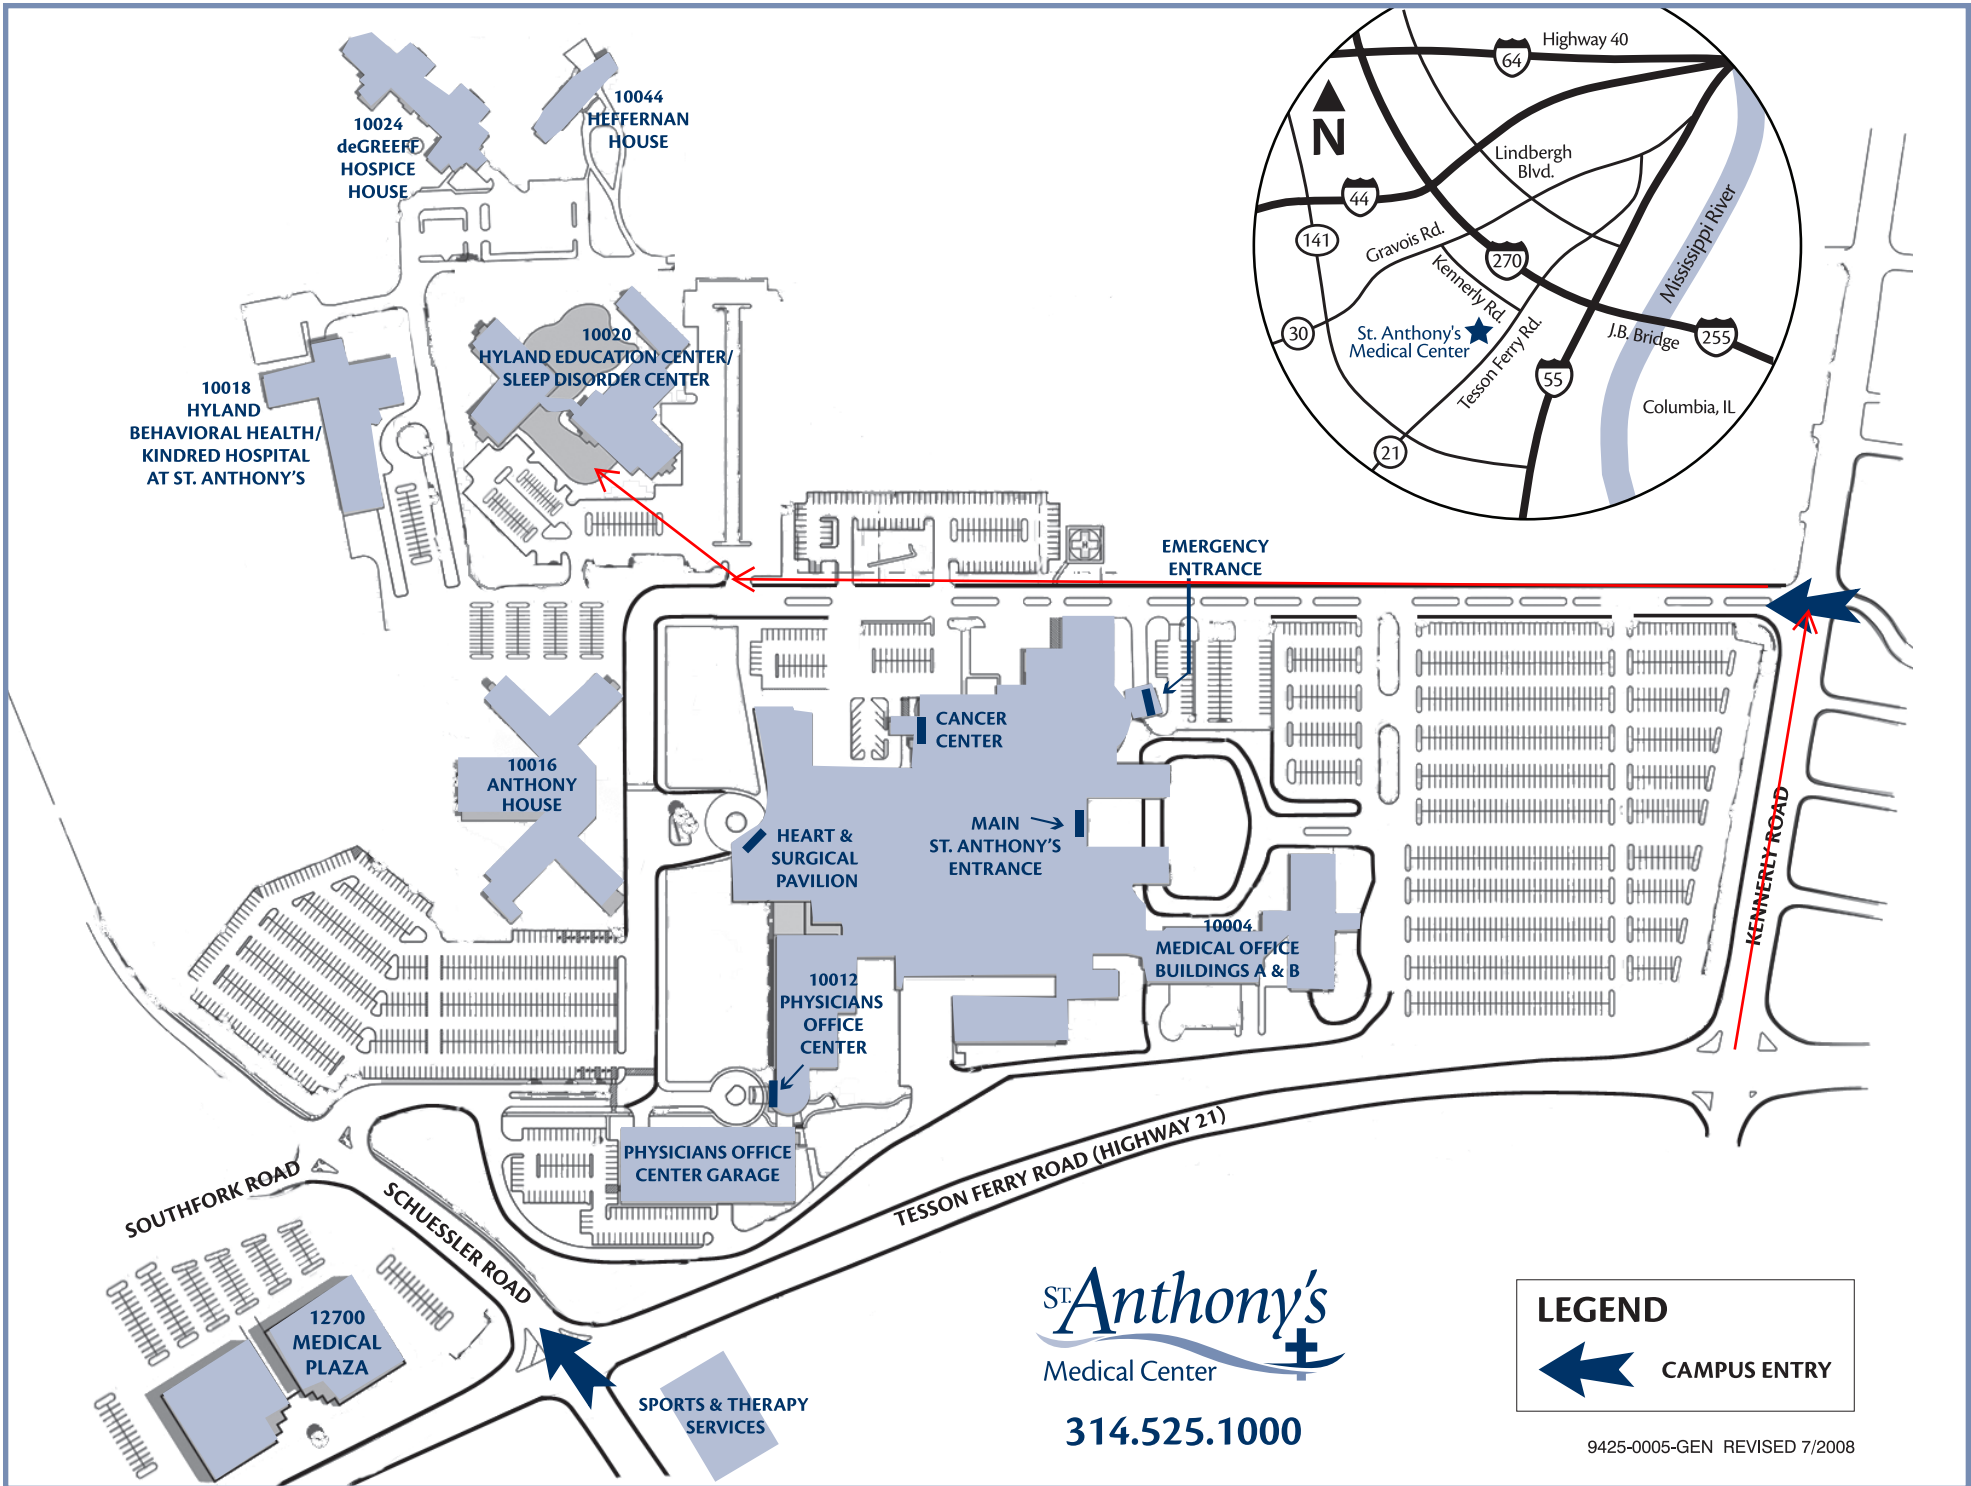 10044
HEFFERNAN
HOUSE
10024
deGREEFF
HOSPICE
HOUSE
10020
HYLAND EDUCATION CENTER/
SLEEP DISORDER CENTER
10018
HYLAND
BEHAVIORAL HEALTH/
KINDRED HOSPITAL
AT ST. ANTHONY'S
Highway 40
64
N
Lindbergh
Blvd.
44
141
Gravois Rd.
270
Kennerly Rd.
Mississippi River
30
St. Anthony's
Medical Center
Tesson Ferry Rd.
J.B. Bridge
255
55
Columbia, IL
21
H
EMERGENCY
ENTRANCE
CANCER
CENTER
10016
ANTHONY
HOUSE
HEART &
SURGICAL
PAVILION
MAIN
ST. ANTHONY'S
ENTRANCE
KENNERLY ROAD
10004
MEDICAL OFFICE
BUILDINGS A & B
10012
PHYSICIANS
OFFICE
CENTER
PHYSICIANS OFFICE
CENTER GARAGE
TESSON FERRY ROAD (HIGHWAY 21)
SOUTHFORK ROAD
SCHUESSLER ROAD
12700
MEDICAL
PLAZA
SPORTS & THERAPY
SERVICES
ST. Anthony's
Medical Center
314.525.1000
LEGEND
CAMPUS ENTRY
9425-0005-GEN REVISED 7/2008